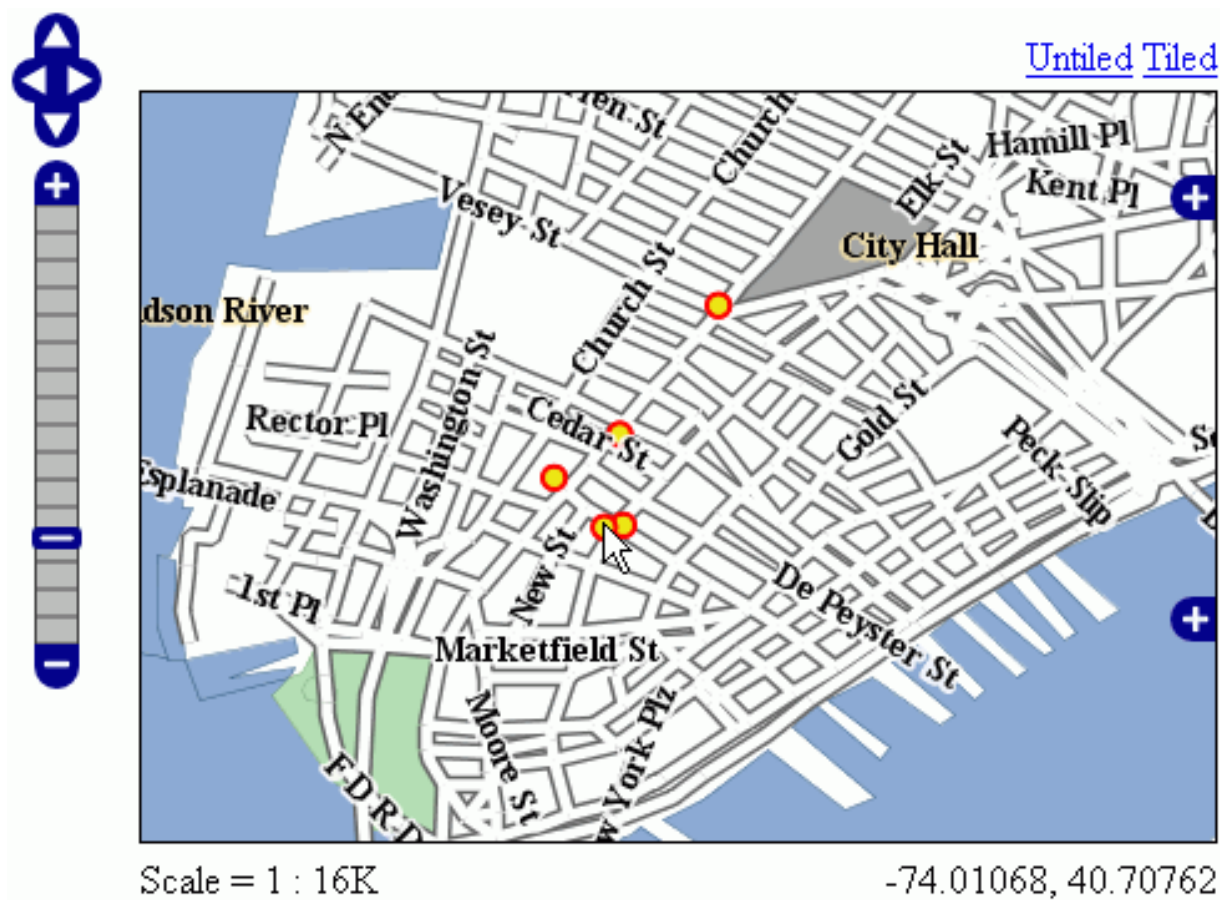 Untiled Tiled
N End
rren St
Church
Hamill Pl
Elk St
Kent Pl
Vesey St
City Hall
Church St
dson River
Washington St
Rector Pl
Cedar St
Gold St
Peck Slip
Esplanade
New St
1st Pl
De Peyster St
Marketfield St
Moore St
w York Plz
F D R D
Scale = 1 : 16K
-74.01068, 40.70762